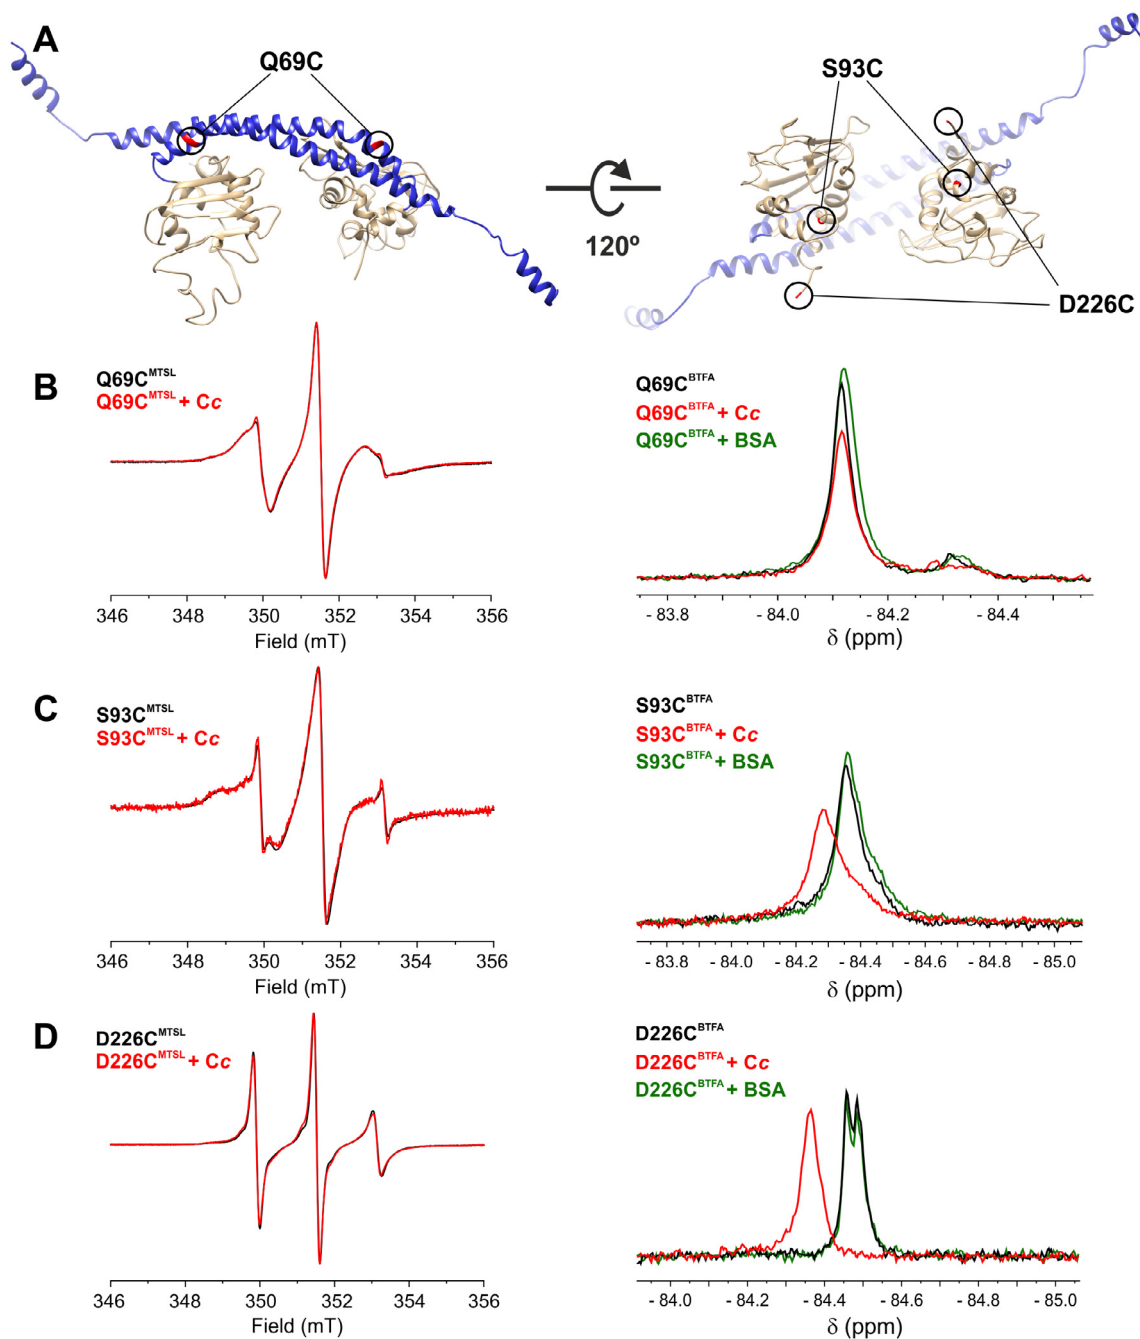 A
Q69C
S93C
120º
D226C
B
Q69C^MTSL
Q69C^MTSL + Cc
346 348 350 352 354 356
Field (mT)
Q69C^BTFA
Q69C^BTFA + Cc
Q69C^BTFA + BSA
- 83.8 - 84.0 - 84.2 - 84.4
δ (ppm)
C
S93C^MTSL
S93C^MTSL + Cc
346 348 350 352 354 356
Field (mT)
S93C^BTFA
S93C^BTFA + Cc
S93C^BTFA + BSA
- 83.8 - 84.0 - 84.2 - 84.4 - 84.6 - 84.8 - 85.0
δ (ppm)
D
D226C^MTSL
D226C^MTSL + Cc
346 348 350 352 354 356
Field (mT)
D226C^BTFA
D226C^BTFA + Cc
D226C^BTFA + BSA
- 84.0 - 84.2 - 84.4 - 84.6 - 84.8 - 85.0
δ (ppm)